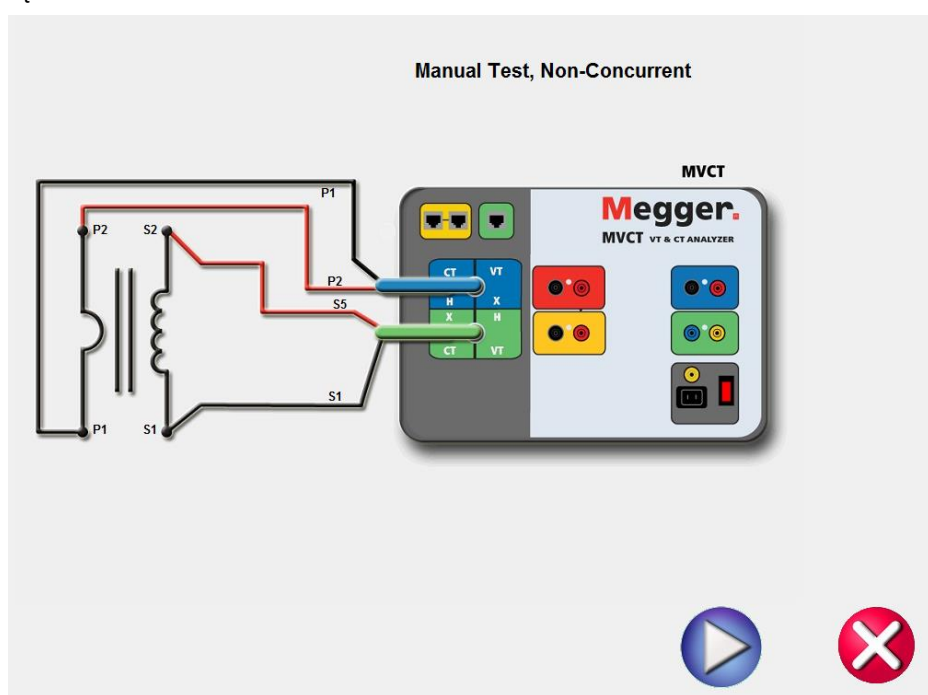 Manual Test, Non-Concurrent
MVCT
P1
Megger.
MVCT VT & CT ANALYZER
P2
S2
CT
VT
P2
H
X
S5
X
H
CT
VT
S1
P1
S1